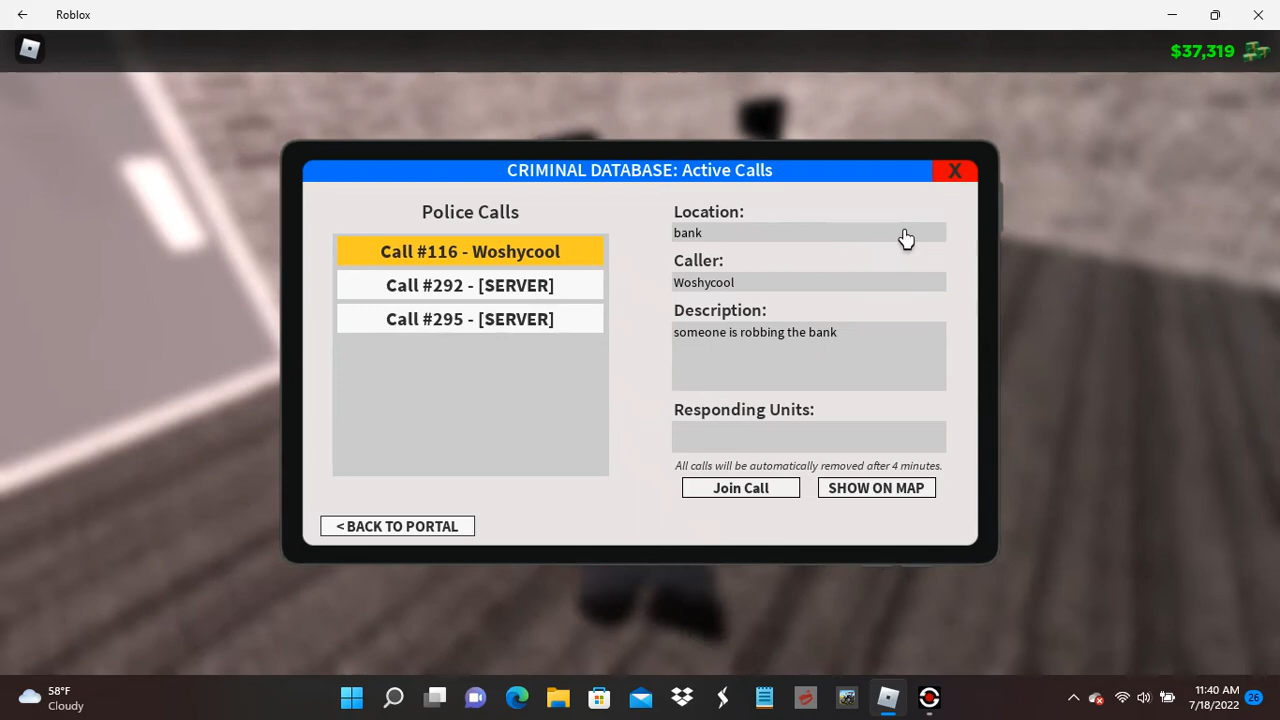 Roblox
$37,319
CRIMINAL DATABASE: Active Calls
X
Police Calls
Call #116 - Woshycool
Call #292 - [SERVER]
Call #295 - [SERVER]
< BACK TO PORTAL
Location:
bank
Caller:
Woshycool
Description:
someone is robbing the bank
Responding Units:
All calls will be automatically removed after 4 minutes.
Join Call
SHOW ON MAP
58°F
Cloudy
11:40 AM
7/18/2022
26